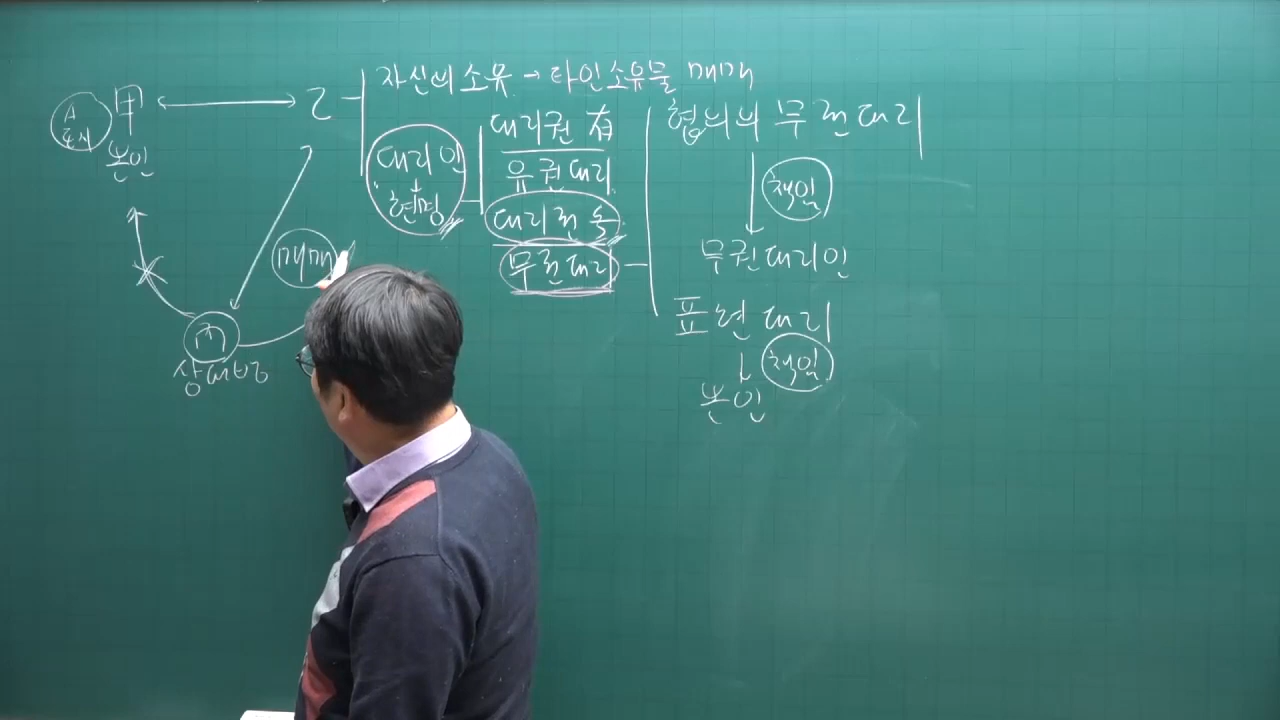 자신의 소유 → 타인소유물 매매
A
토지
甲 ↔ 乙
본인
대리인
현명
대리권 有
유권대리
대리권 속
무권대리
협의의 무권대리
책임
무권대리인
표현대리
책임
본인
매매
丙
상대방